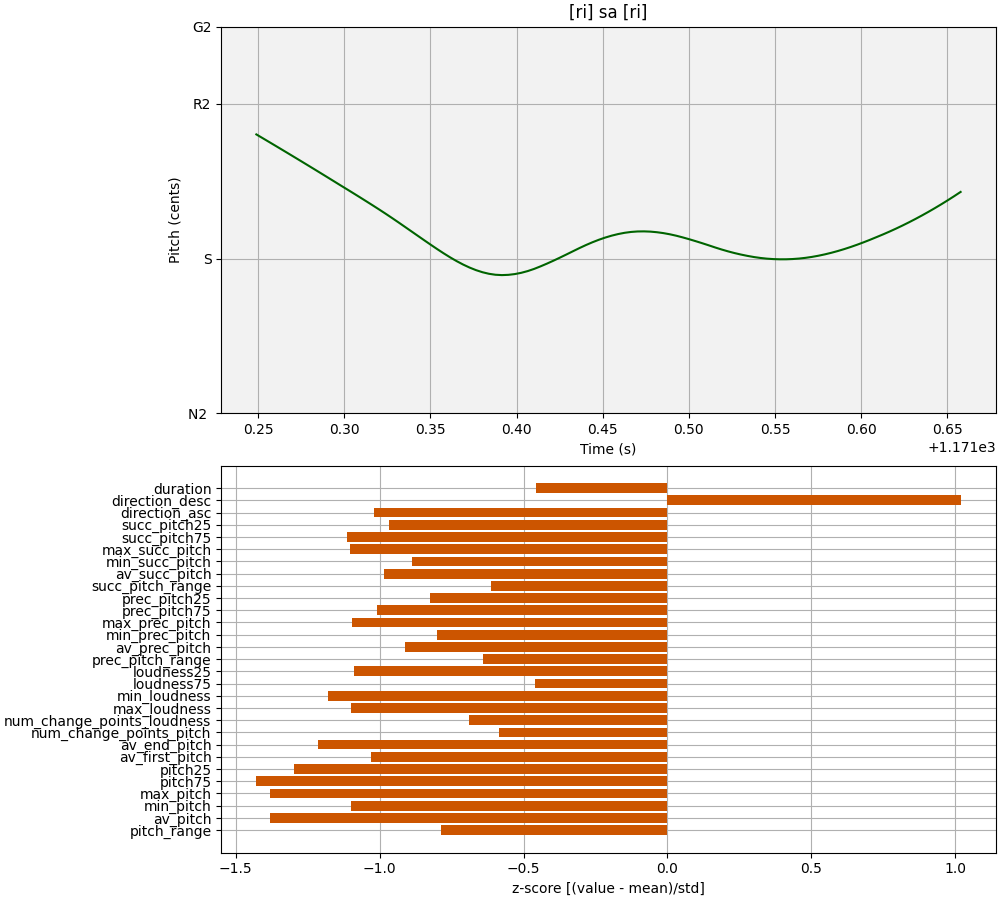 [ri] sa [ri]
G2
R2
S
N2
Pitch (cents)
0.25 0.30 0.35 0.40 0.45 0.50 0.55 0.60 0.65
Time (s)
+1.171e3
duration
direction_desc
direction_asc
succ_pitch25
succ_pitch75
max_succ_pitch
min_succ_pitch
av_succ_pitch
succ_pitch_range
prec_pitch25
prec_pitch75
max_prec_pitch
min_prec_pitch
av_prec_pitch
prec_pitch_range
loudness25
loudness75
min_loudness
max_loudness
num_change_points_loudness
num_change_points_pitch
av_end_pitch
av_first_pitch
pitch25
pitch75
max_pitch
min_pitch
av_pitch
pitch_range
−1.5 −1.0 −0.5 0.0 0.5 1.0
z-score [(value - mean)/std]